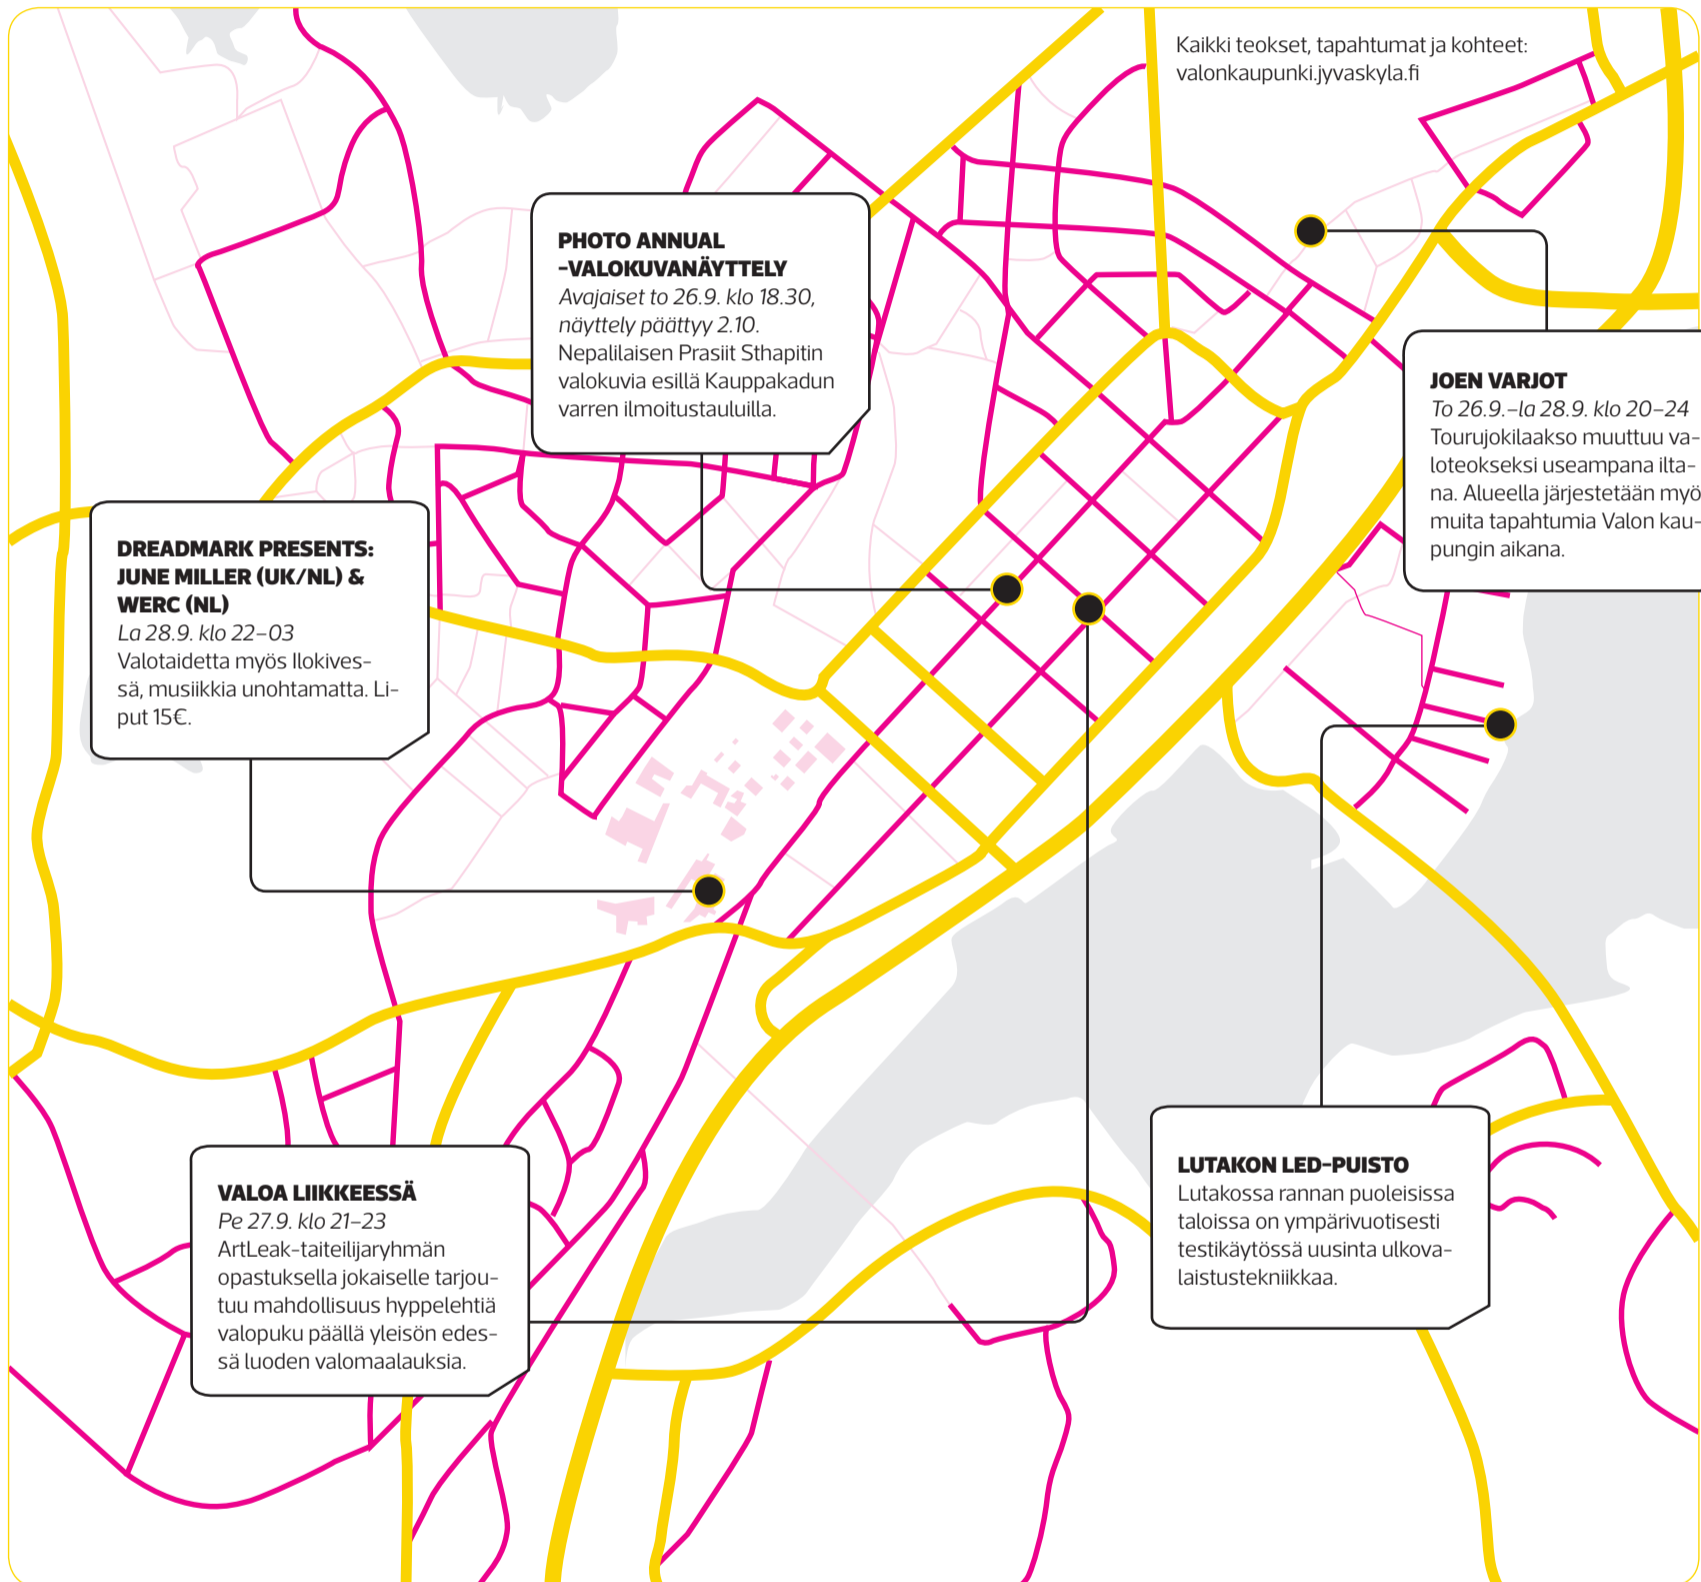 Kaikki teokset, tapahtumat ja kohteet:
valonkaupunki.jyvaskyla.fi
PHOTO ANNUAL
-VALOKUVANÄYTTELY
Avajaiset to 26.9. klo 18.30,
näyttely päättyy 2.10.
Nepalilaisen Prasiit Sthapitin
valokuvia esillä Kauppakadun
varren ilmoitustauluilla.
JOEN VARJOT
To 26.9.–la 28.9. klo 20–24
Tourujokilaakso muuttuu va-
loteokseksi useampana ilta-
na. Alueella järjestetään myö
muita tapahtumia Valon kau-
pungin aikana.
DREADMARK PRESENTS:
JUNE MILLER (UK/NL) &
WERC (NL)
La 28.9. klo 22–03
Valotaidetta myös Ilokives-
sä, musiikkia unohtamatta. Li-
put 15€.
VALOA LIIKKEESSÄ
Pe 27.9. klo 21–23
ArtLeak-taiteilijaryhmän
opastuksella jokaiselle tarjou-
tuu mahdollisuus hyppelehtiä
valopuku päällä yleisön edes-
sä luoden valomaalauksia.
LUTAKON LED-PUISTO
Lutakossa rannan puoleisissa
taloissa on ympärivuotisesti
testikäytössä uusinta ulkova-
laistustekniikkaa.